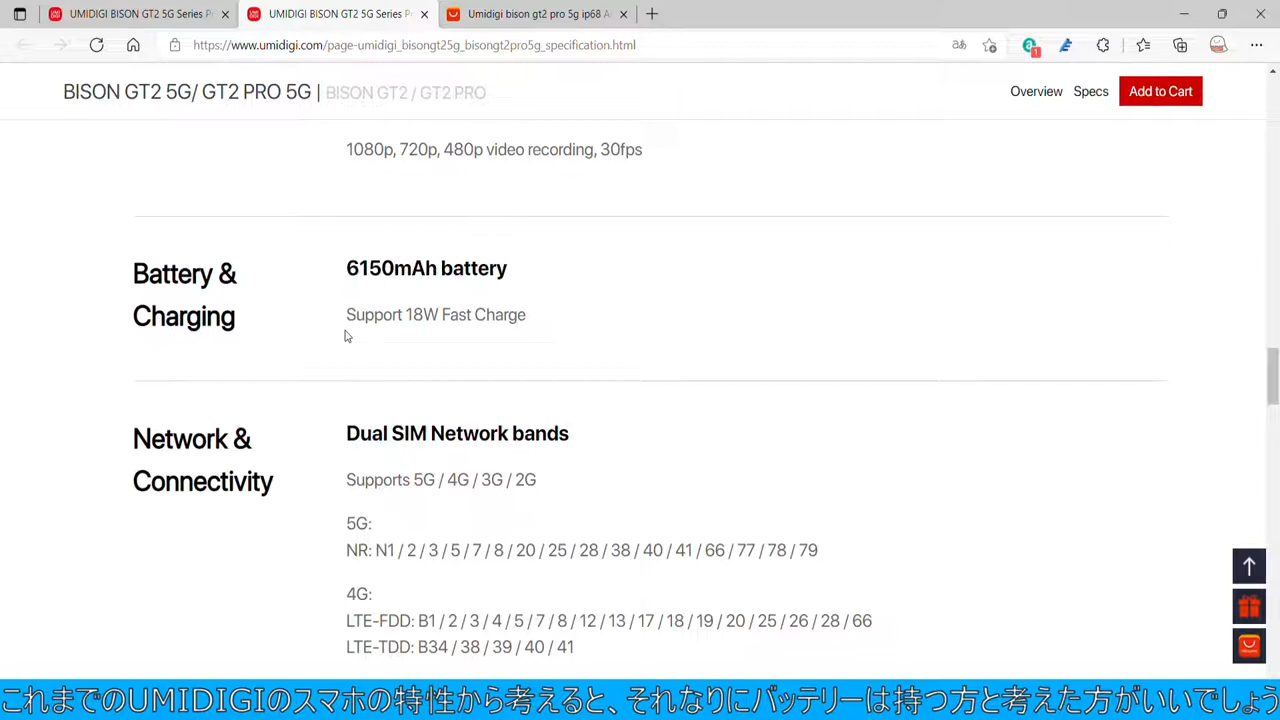 UMIDIGI BISON GT2 5G Series P
UMIDIGI BISON GT2 5G Series P
Umidigi bison gt2 pro 5g ip68 A
https://www.umidigi.com/page-umidigi_bisongt25g_bisongt2pro5g_specification.html
BISON GT2 5G/ GT2 PRO 5G | BISON GT2 / GT2 PRO
Overview
Specs
Add to Cart
1080p, 720p, 480p video recording, 30fps
Battery &
Charging
6150mAh battery
Support 18W Fast Charge
Network &
Connectivity
Dual SIM Network bands
Supports 5G / 4G / 3G / 2G
5G:
NR: N1 / 2 / 3 / 5 / 7 / 8 / 20 / 25 / 28 / 38 / 40 / 41 / 66 / 77 / 78 / 79
4G:
LTE-FDD: B1 / 2 / 3 / 4 / 5 / 7 / 8 / 12 / 13 / 17 / 18 / 19 / 20 / 25 / 26 / 28 / 66
LTE-TDD: B34 / 38 / 39 / 40 / 41
これまでのUMIDIGIのスマホの特性から考えると、それなりにバッテリーは持つ方と考えた方がいいでしょう